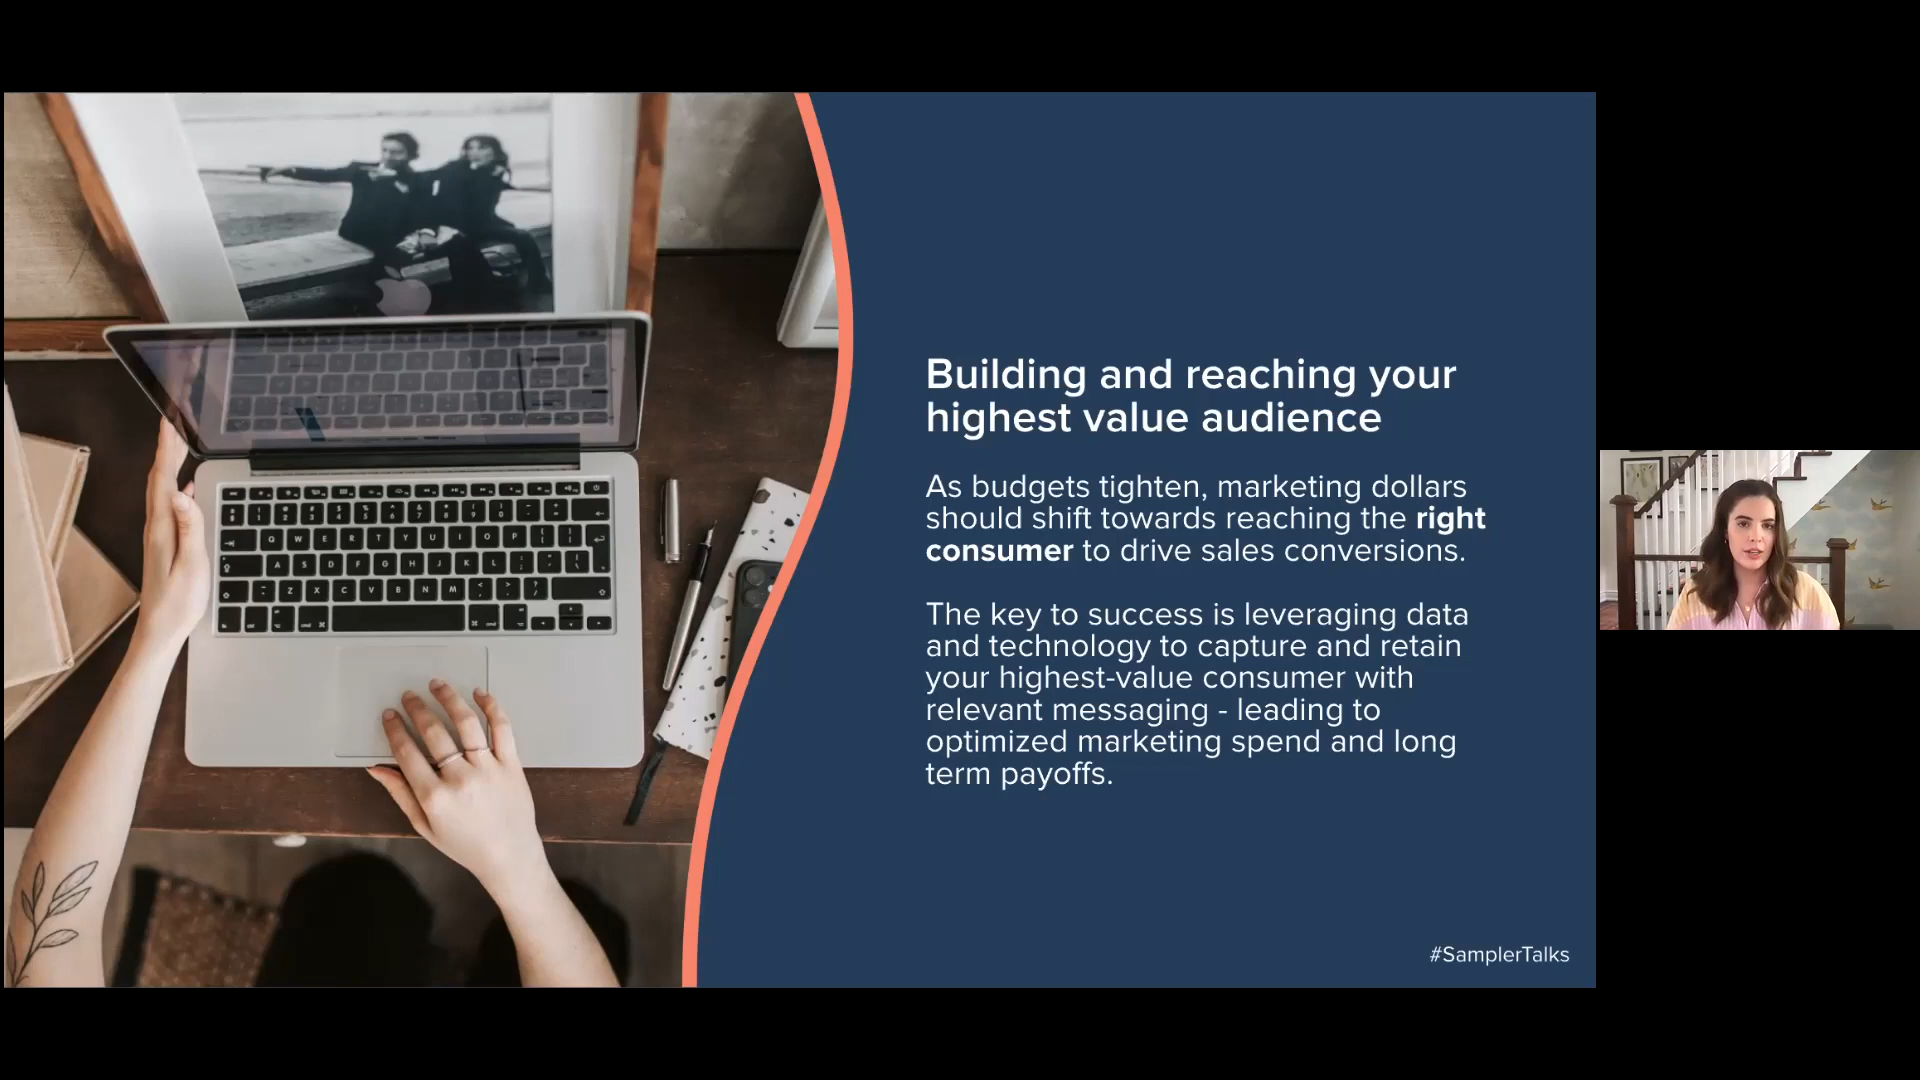 Building and reaching your
highest value audience
As budgets tighten, marketing dollars
should shift towards reaching the right
consumer to drive sales conversions.
The key to success is leveraging data
and technology to capture and retain
your highest-value consumer with
relevant messaging - leading to
optimized marketing spend and long
term payoffs.
#SamplerTalks
Q W E R T Y U I O P
A S D F G H J K L
Z X C V B N M